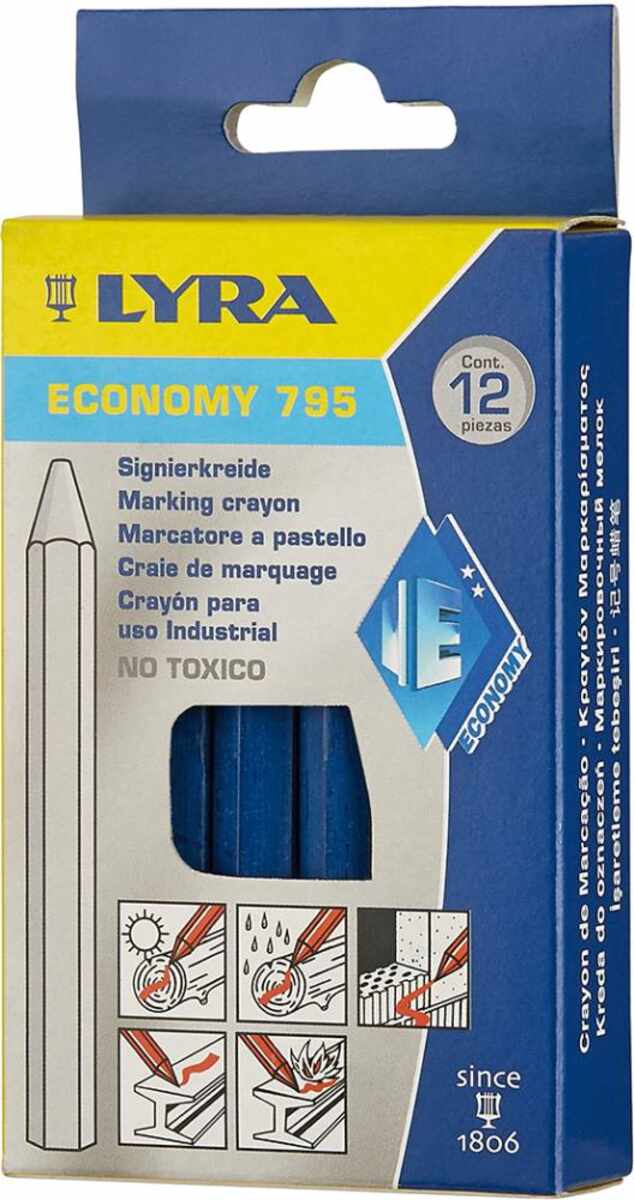 LYRA
ECONOMY 795
Cont.
12
piezas
Signierkreide
Marking crayon
Marcatore a pastello
Craie de marquage
Crayón para
uso Industrial
NO TOXICO
E
ECONOMY
since
1806
Crayon de Marcação · Κραγιόν Μαρκαρίσματος
Kreda do oznaczeń · Маркировочный мелок
İşaretleme tebeşiri · 记号蜡笔